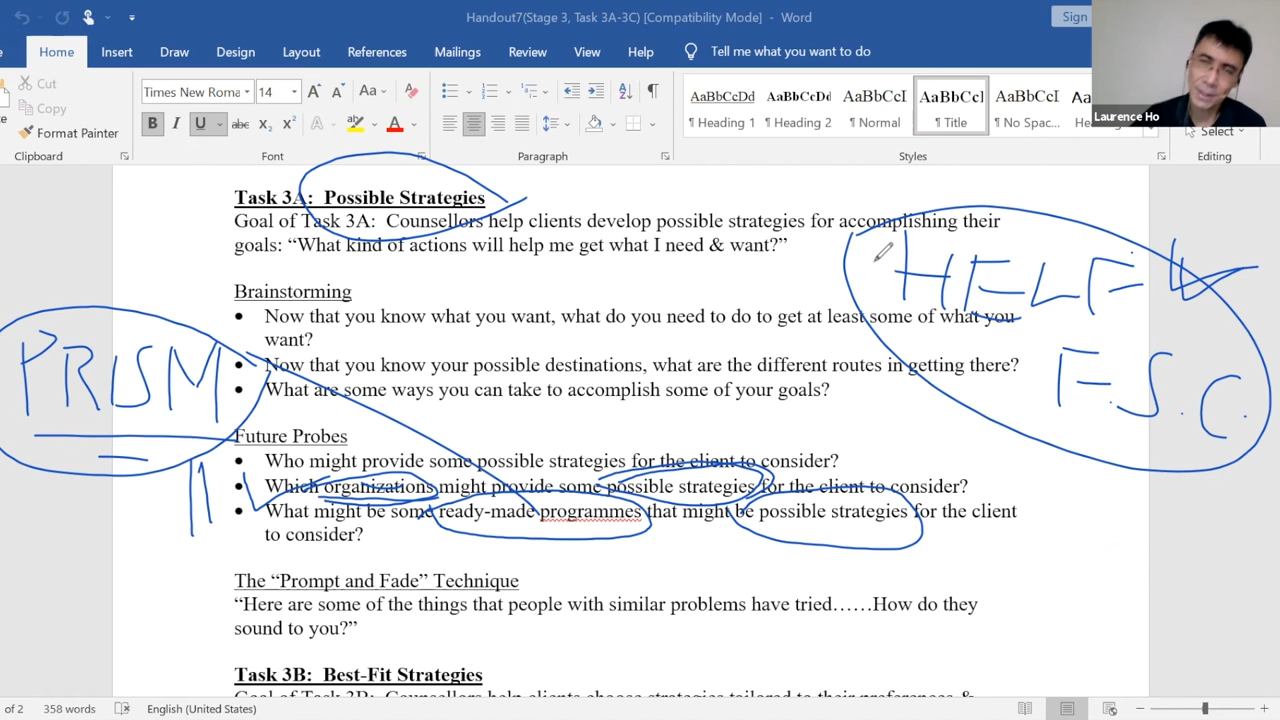 Handout7(Stage 3, Task 3A-3C) [Compatibility Mode] - Word
Sign
Home Insert Draw Design Layout References Mailings Review View Help Tell me what you want to do
Cut
Copy
Format Painter
Clipboard
Times New Roma 14
Font
Paragraph
AaBbCcDd ¶ Heading 1
AaBbCcDd ¶ Heading 2
AaBbCcI ¶ Normal
AaBbCcI ¶ Title
AaBbCcI ¶ No Spac...
Styles
Select
Editing
Laurence Ho
Task 3A: Possible Strategies
Goal of Task 3A: Counsellors help clients develop possible strategies for accomplishing their
goals: “What kind of actions will help me get what I need & want?”
Brainstorming
• Now that you know what you want, what do you need to do to get at least some of what you
want?
• Now that you know your possible destinations, what are the different routes in getting there?
• What are some ways you can take to accomplish some of your goals?
Future Probes
• Who might provide some possible strategies for the client to consider?
• Which organizations might provide some possible strategies for the client to consider?
• What might be some ready-made programmes that might be possible strategies for the client
to consider?
The “Prompt and Fade” Technique
“Here are some of the things that people with similar problems have tried……How do they
sound to you?”
Task 3B: Best-Fit Strategies
PRISM
F.S.C.
of 2 358 words English (United States)